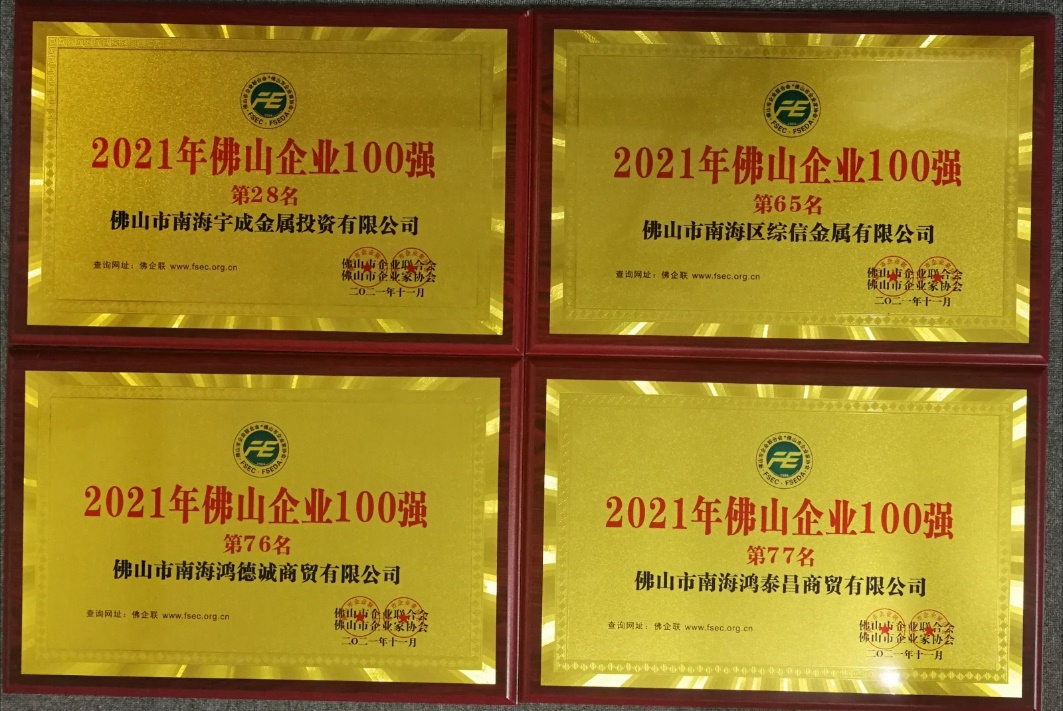 2021年佛山企业100强
第28名
佛山市南海宇成金属投资有限公司
查询网址：佛企联 www.fsec.org.cn
佛山市企业联合会
佛山市企业家协会
二〇二一年十一月
FE
FSEC · FSEDA
2021年佛山企业100强
第65名
佛山市南海区综信金属有限公司
查询网址：佛企联 www.fsec.org.cn
佛山市企业联合会
佛山市企业家协会
二〇二一年十一月
FE
FSEC · FSEDA
2021年佛山企业100强
第76名
佛山市南海鸿德诚商贸有限公司
查询网址：佛企联 www.fsec.org.cn
佛山市企业联合会
佛山市企业家协会
二〇二一年十一月
FE
FSEC · FSEDA
2021年佛山企业100强
第77名
佛山市南海鸿泰昌商贸有限公司
查询网址：佛企联 www.fsec.org.cn
佛山市企业联合会
佛山市企业家协会
二〇二一年十一月
FE
FSEC · FSEDA